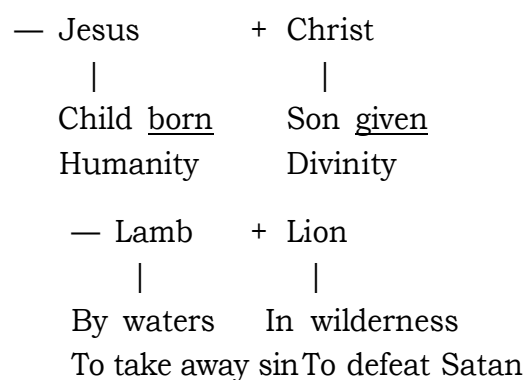 — Jesus + Christ
| |
Child born Son given
Humanity Divinity
— Lamb + Lion
| |
By waters In wilderness
To take away sin To defeat Satan